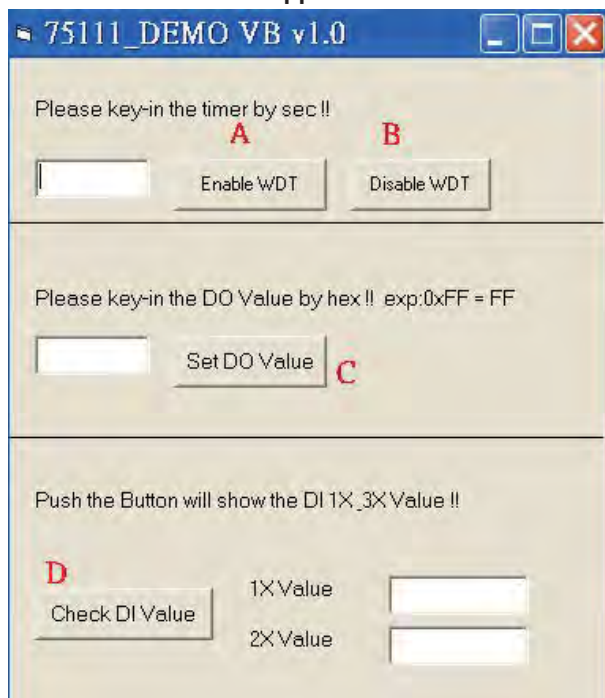 75111_DEMO VB v1.0
Please key-in the timer by sec !!
A B
Enable WDT Disable WDT
Please key-in the DO Value by hex !! exp:0xFF = FF
Set DO Value C
Push the Button will show the DI 1X_3X Value !!
D
Check DI Value
1X Value
2X Value